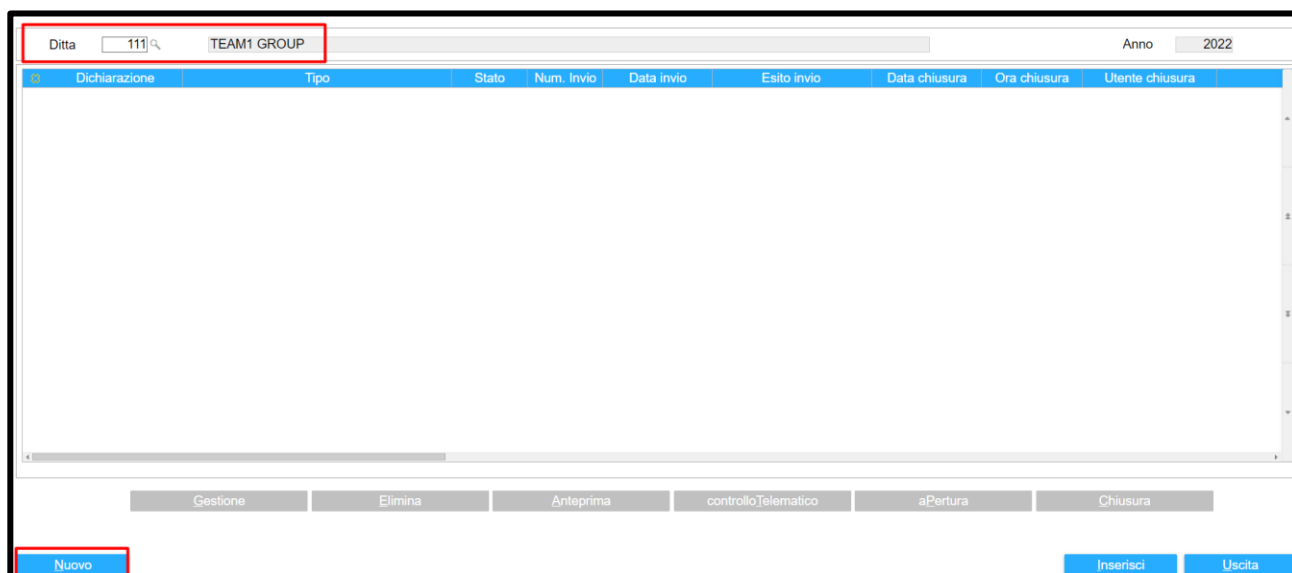 Ditta 111 TEAM1 GROUP Anno 2022
Dichiarazione Tipo Stato Num. Invio Data invio Esito invio Data chiusura Ora chiusura Utente chiusura
Gestione Elimina Anteprima controlloTelematico aPertura Chiusura
Nuovo Inserisci Uscita